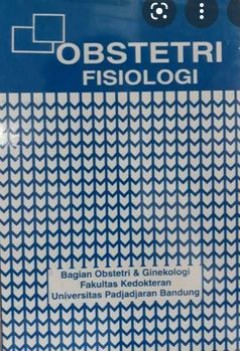 OBSTETRI
FISIOLOGI
Bagian Obstetri & Ginekologi
Fakultas Kedokteran
Universitas Padjadjaran Bandung